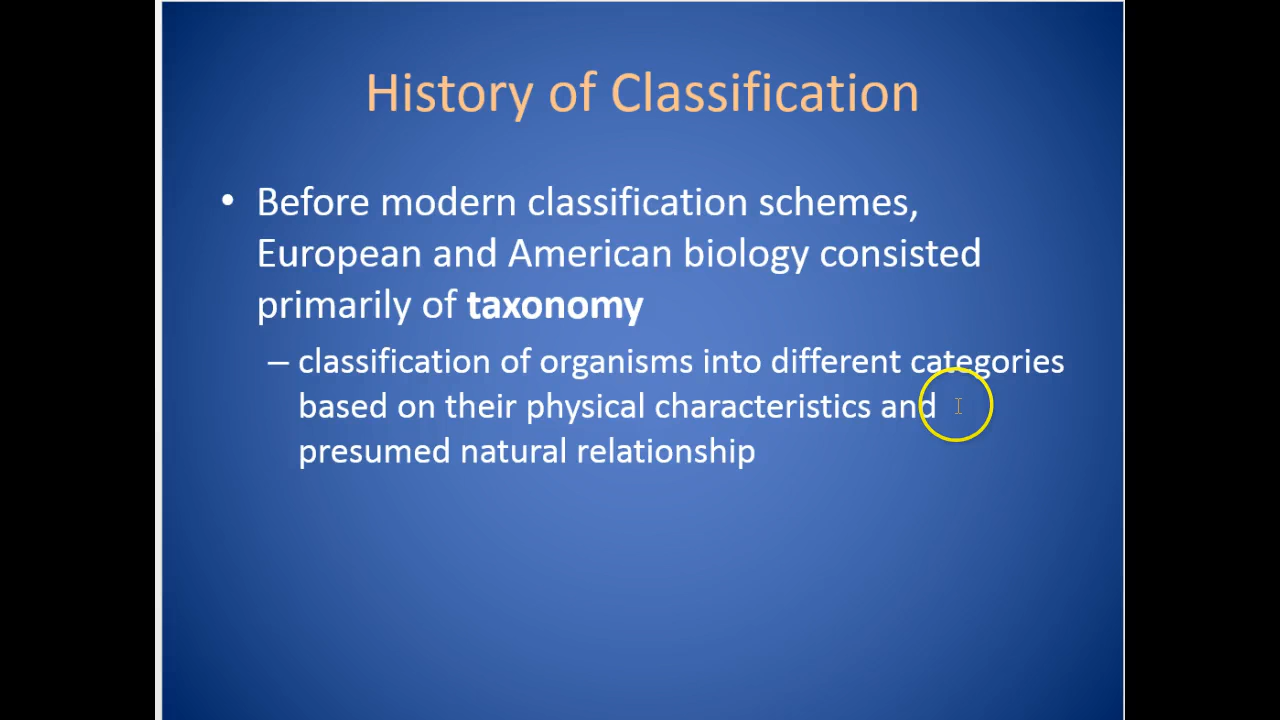 History of Classification
• Before modern classification schemes,
European and American biology consisted
primarily of taxonomy
– classification of organisms into different categories
based on their physical characteristics and
presumed natural relationship